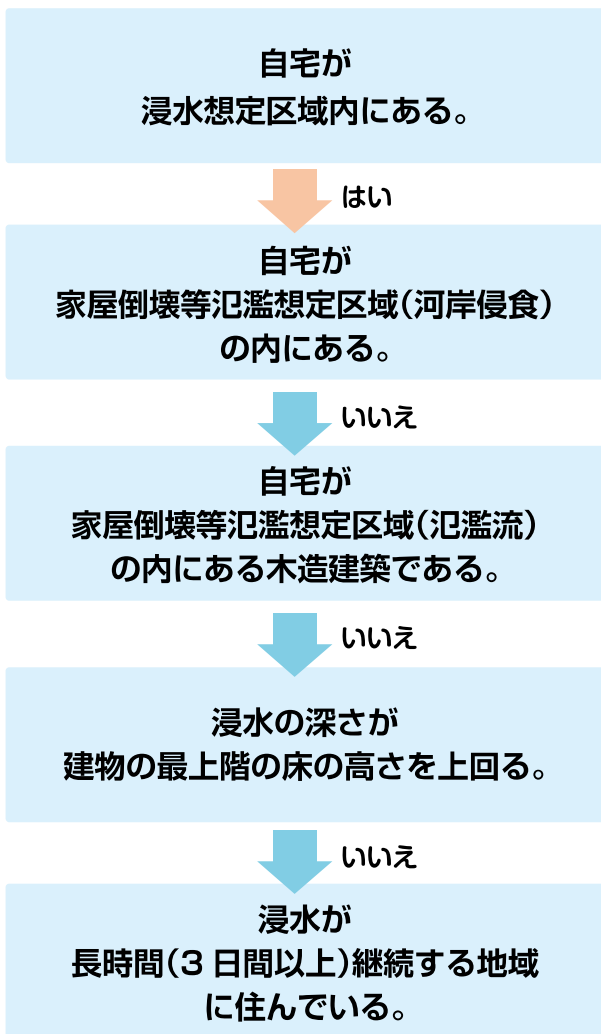 自宅が
浸水想定区域内にある。
はい
自宅が
家屋倒壊等氾濫想定区域(河岸侵食)
の内にある。
いいえ
自宅が
家屋倒壊等氾濫想定区域(氾濫流)
の内にある木造建築である。
いいえ
浸水の深さが
建物の最上階の床の高さを上回る。
いいえ
浸水が
長時間(3日間以上)継続する地域
に住んでいる。